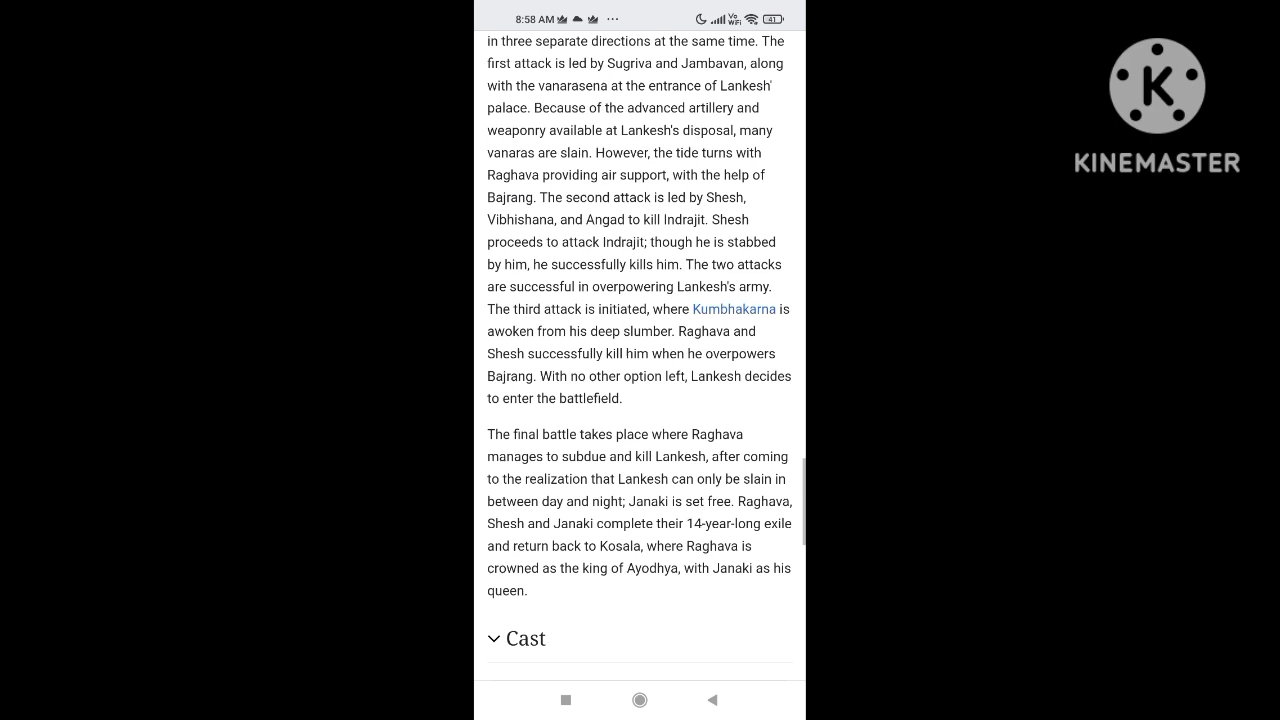 8:58 AM
Vo
WiFi
41
in three separate directions at the same time. The
first attack is led by Sugriva and Jambavan, along
with the vanarasena at the entrance of Lankesh'
palace. Because of the advanced artillery and
weaponry available at Lankesh's disposal, many
vanaras are slain. However, the tide turns with
Raghava providing air support, with the help of
Bajrang. The second attack is led by Shesh,
Vibhishana, and Angad to kill Indrajit. Shesh
proceeds to attack Indrajit; though he is stabbed
by him, he successfully kills him. The two attacks
are successful in overpowering Lankesh's army.
The third attack is initiated, where Kumbhakarna is
awoken from his deep slumber. Raghava and
Shesh successfully kill him when he overpowers
Bajrang. With no other option left, Lankesh decides
to enter the battlefield.
The final battle takes place where Raghava
manages to subdue and kill Lankesh, after coming
to the realization that Lankesh can only be slain in
between day and night; Janaki is set free. Raghava,
Shesh and Janaki complete their 14-year-long exile
and return back to Kosala, where Raghava is
crowned as the king of Ayodhya, with Janaki as his
queen.
Cast
K
KINEMASTER